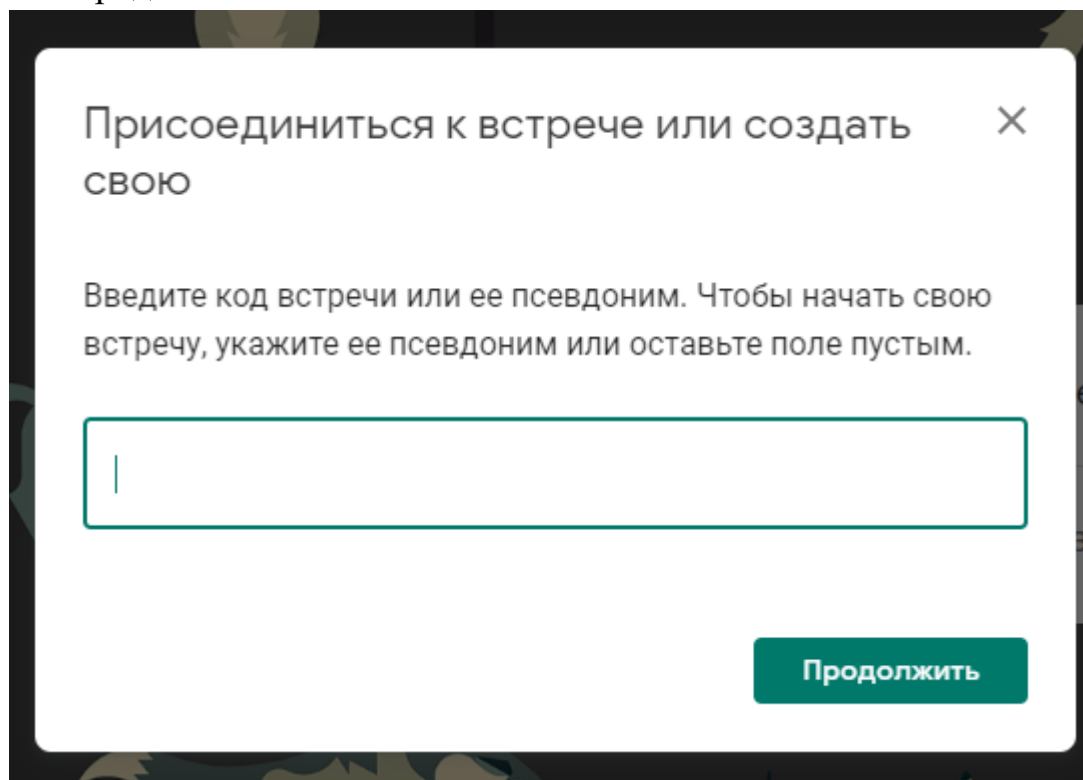 Присоединиться к встрече или создать
свою
Введите код встречи или ее псевдоним. Чтобы начать свою
встречу, укажите ее псевдоним или оставьте поле пустым.
Продолжить